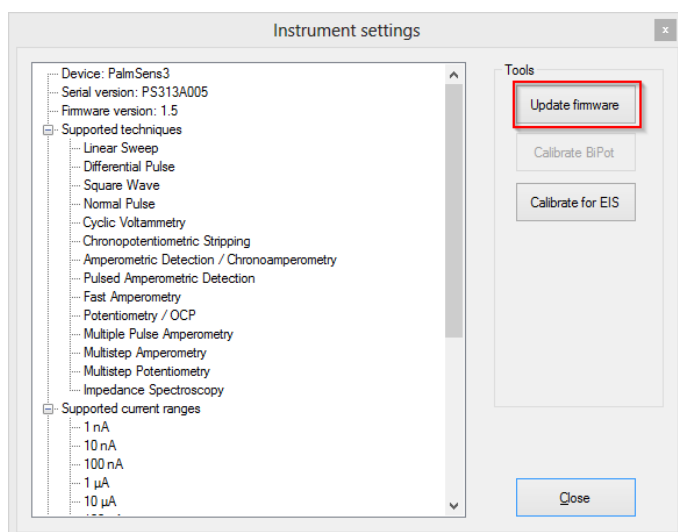 Instrument settings
x
Device: PalmSens3
Serial version: PS313A005
Firmware version: 1.5
Supported techniques
Linear Sweep
Differential Pulse
Square Wave
Normal Pulse
Cyclic Voltammetry
Chronopotentiometric Stripping
Amperometric Detection / Chronoamperometry
Pulsed Amperometric Detection
Fast Amperometry
Potentiometry / OCP
Multiple Pulse Amperometry
Multistep Amperometry
Multistep Potentiometry
Impedance Spectroscopy
Supported current ranges
1 nA
10 nA
100 nA
1 µA
10 µA
Tools
Update firmware
Calibrate BiPot
Calibrate for EIS
Close